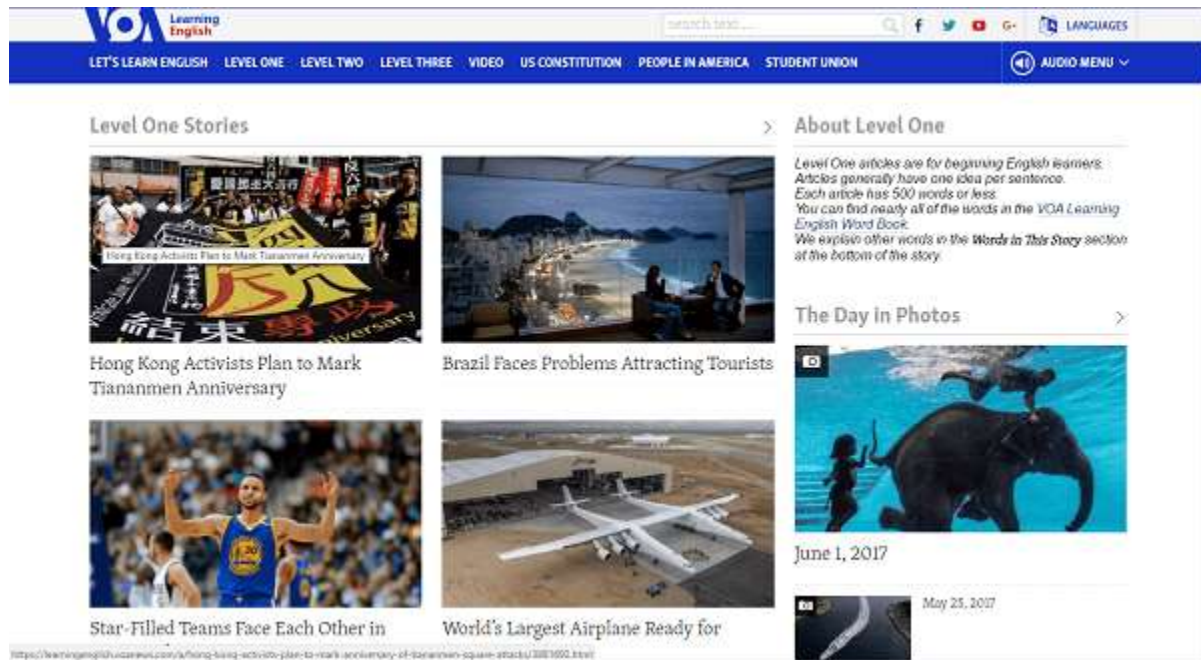 VOA Learning
English
search text ...
f G+ LANGUAGES
LET'S LEARN ENGLISH LEVEL ONE LEVEL TWO LEVEL THREE VIDEO US CONSTITUTION PEOPLE IN AMERICA STUDENT UNION AUDIO MENU
Level One Stories
Hong Kong Activists Plan to Mark Tiananmen Anniversary
結束專政
Hong Kong Activists Plan to Mark
Tiananmen Anniversary
Brazil Faces Problems Attracting Tourists
30
Star-Filled Teams Face Each Other in
World's Largest Airplane Ready for
About Level One
Level One articles are for beginning English learners.
Articles generally have one idea per sentence.
Each article has 500 words or less.
You can find nearly all of the words in the VOA Learning
English Word Book.
We explain other words in the Words in This Story section
at the bottom of the story.
The Day in Photos
June 1, 2017
May 25, 2017